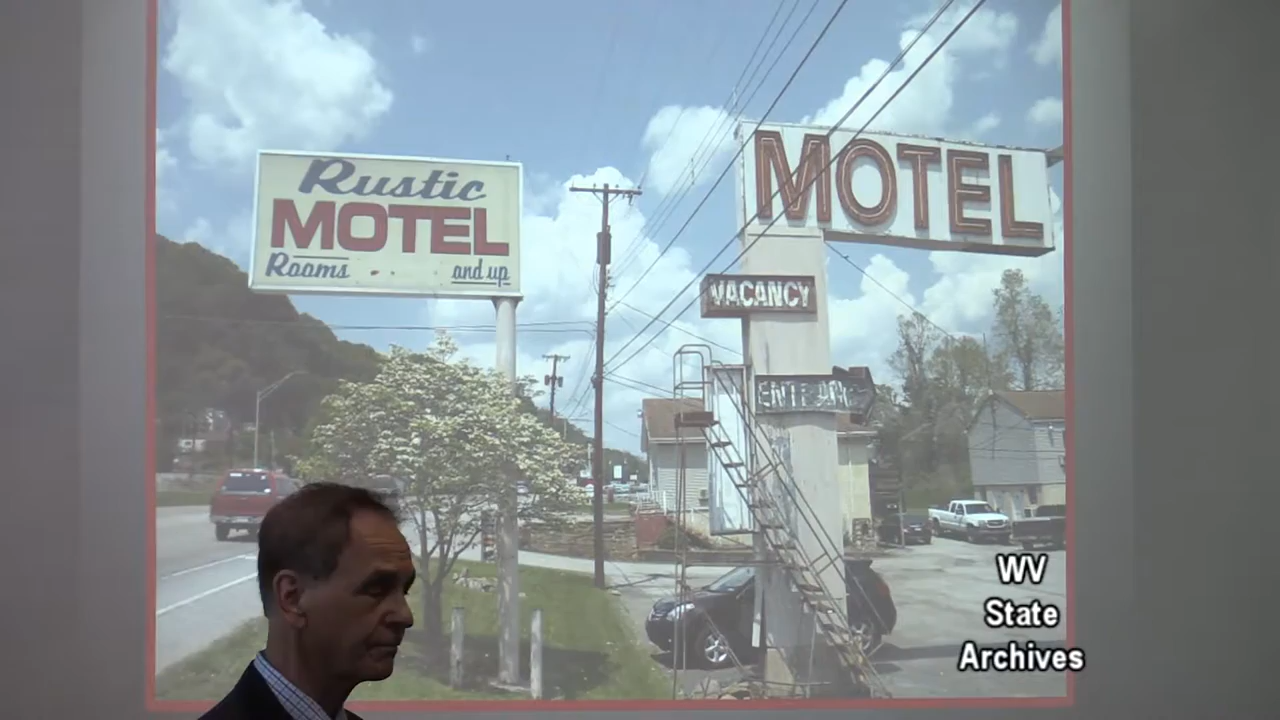 Rustic
MOTEL
Rooms and up
MOTEL
VACANCY
WV
State
Archives